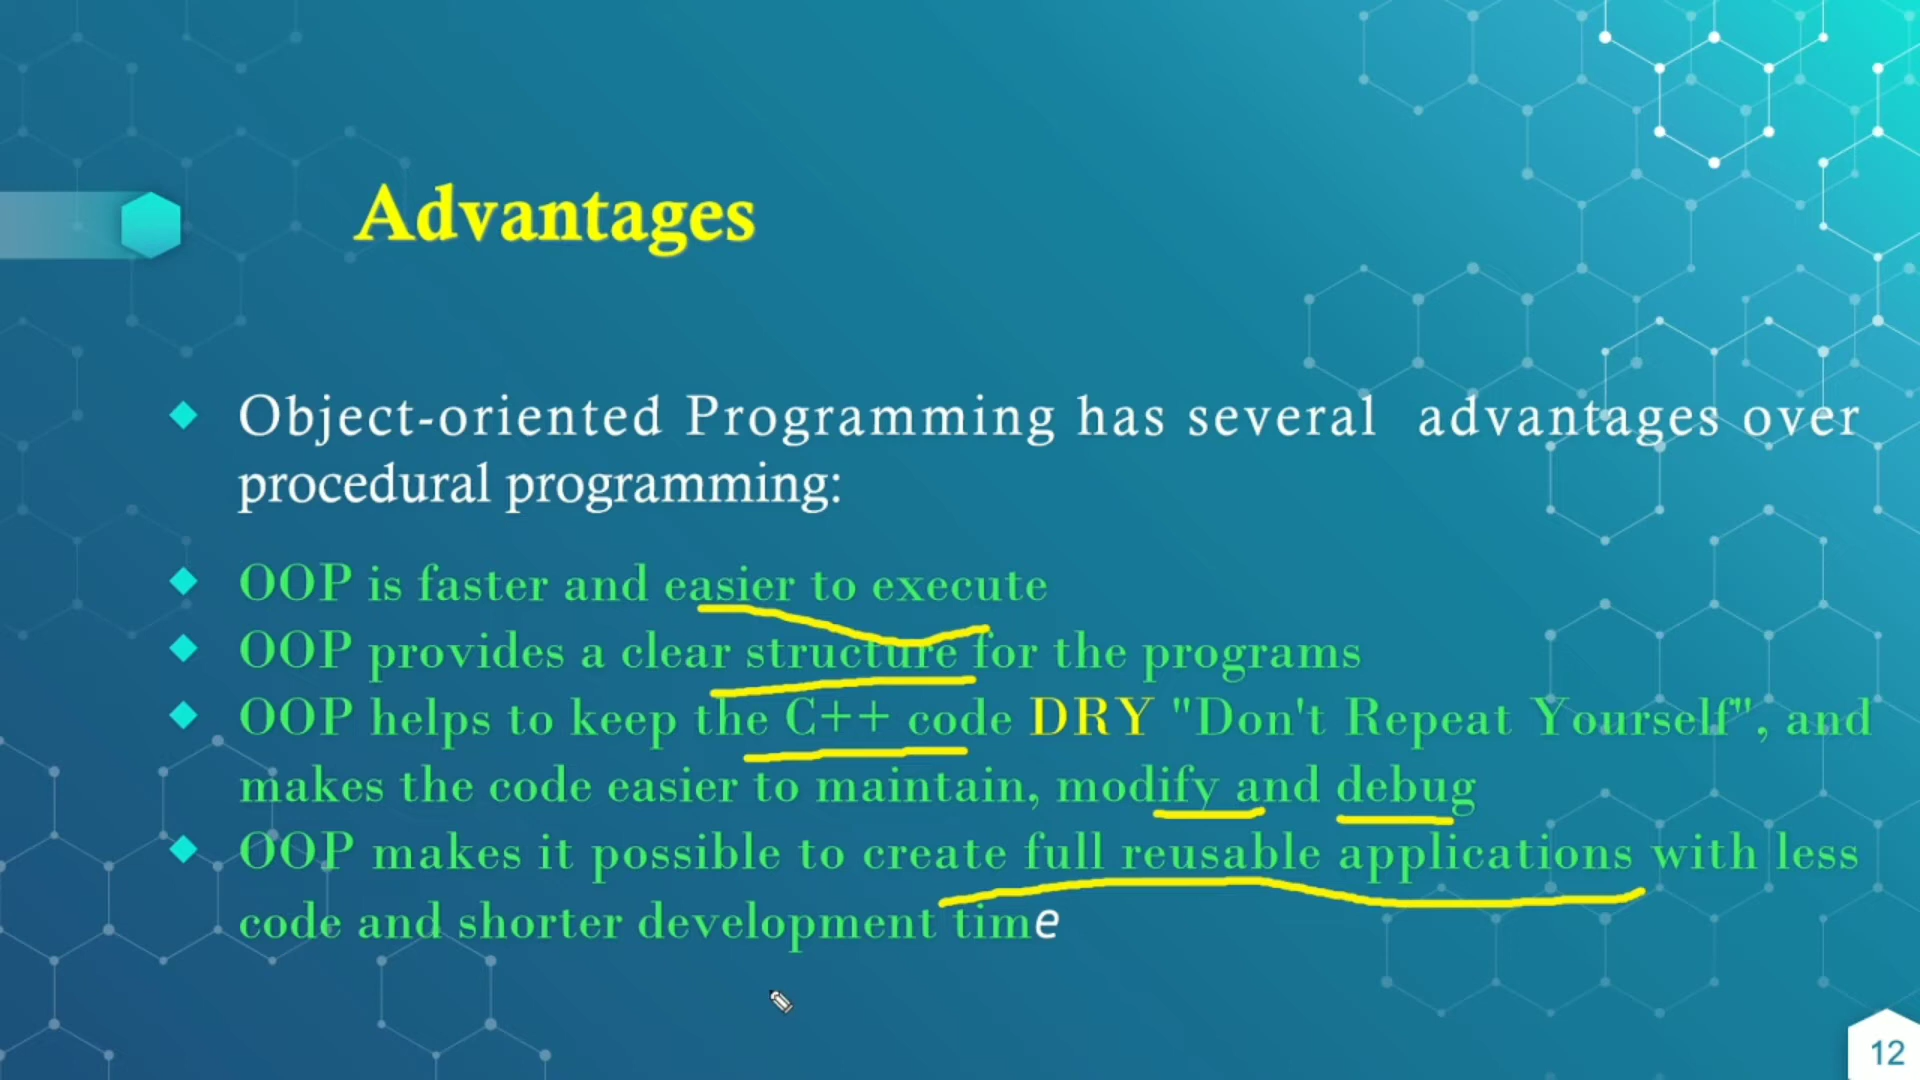 Advantages
Object-oriented Programming has several advantages over
procedural programming:
OOP is faster and easier to execute
OOP provides a clear structure for the programs
OOP helps to keep the C++ code DRY "Don't Repeat Yourself", and
makes the code easier to maintain, modify and debug
OOP makes it possible to create full reusable applications with less
code and shorter development time
12